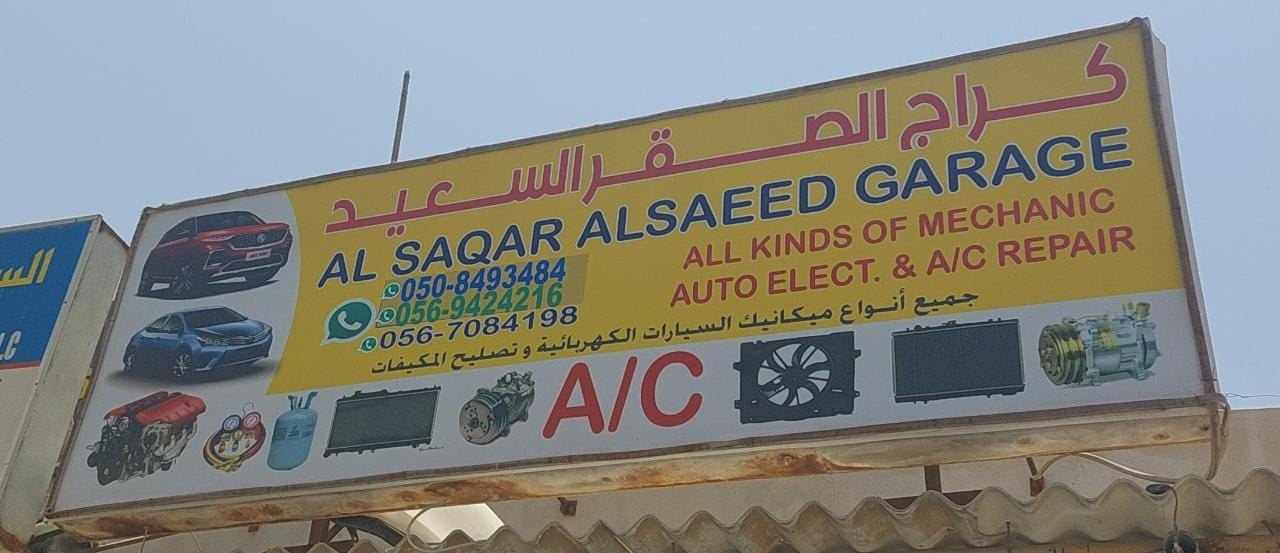 كراج الصقر السعيد
AL SAQAR ALSAEED GARAGE
050-8493484
056-9424216
056-7084198
ALL KINDS OF MECHANIC
AUTO ELECT. & A/C REPAIR
جميع أنواع ميكانيك السيارات الكهربائية و تصليح المكيفات
A/C
الس
L.C